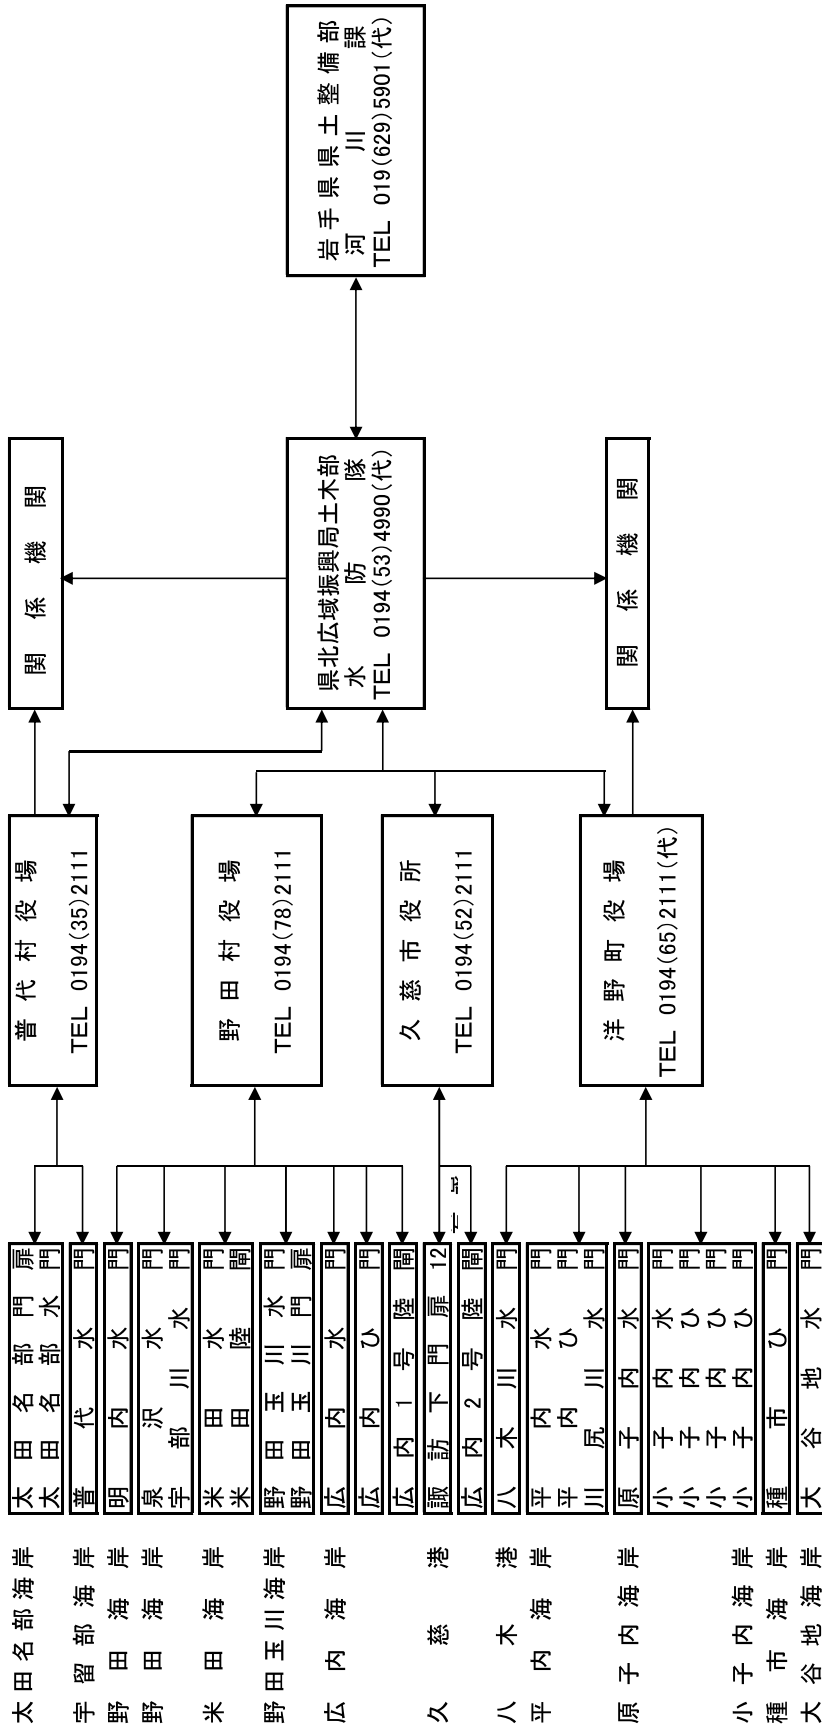 太田名部海岸
太田名部門扉
太田名部水門
普代村役場
TEL 0194(35)2111
関係機関
宇留部海岸
普代水門
野田海岸
明内水門
野田海岸
泉沢水門
宇部川水門
米田海岸
米田水門
米田陸閘
野田村役場
TEL 0194(78)2111
野田玉川海岸
野田玉川水門
野田玉川門扉
広内海岸
広内水門
広内ひ門
広内1号陸閘
県北広域振興局土木部
水防隊
TEL 0194(53)4990(代)
岩手県県土整備部
河川課
TEL 019(629)5901(代)
久慈港
諏訪下門扉12
広内2号陸閘
久慈市役所
TEL 0194(52)2111
八木港
八木川水門
平内海岸
平内水門
平内ひ門
川尻川水門
原子内海岸
原子内水門
洋野町役場
TEL 0194(65)2111(代)
関係機関
小子内水門
小子内ひ門
小子内ひ門
小子内海岸
小子内ひ門
種市海岸
種市ひ門
大谷地海岸
大谷地水門